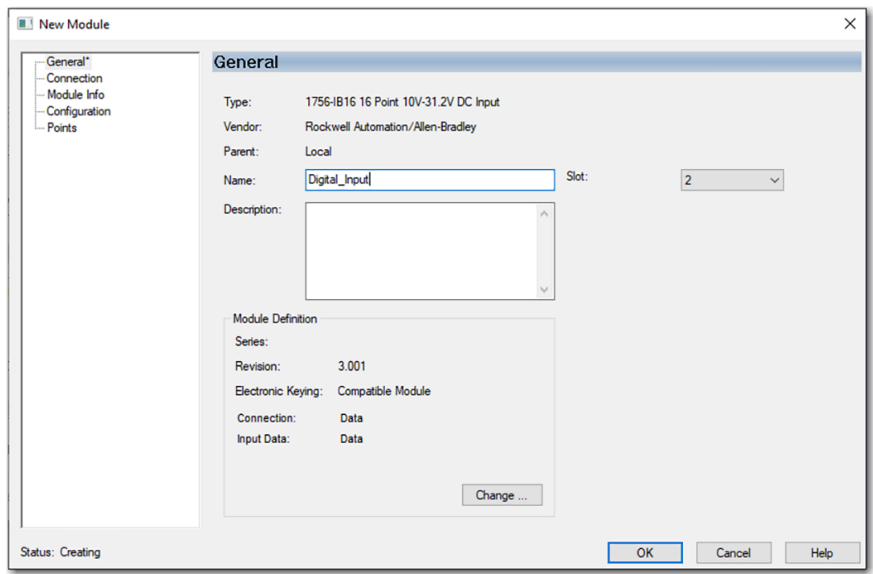 New Module
General*
Connection
Module Info
Configuration
Points
General
Type: 1756-IB16 16 Point 10V-31.2V DC Input
Vendor: Rockwell Automation/Allen-Bradley
Parent: Local
Name: Digital_Input Slot: 2
Description:
Module Definition
Series:
Revision: 3.001
Electronic Keying: Compatible Module
Connection: Data
Input Data: Data
Change ...
Status: Creating OK Cancel Help